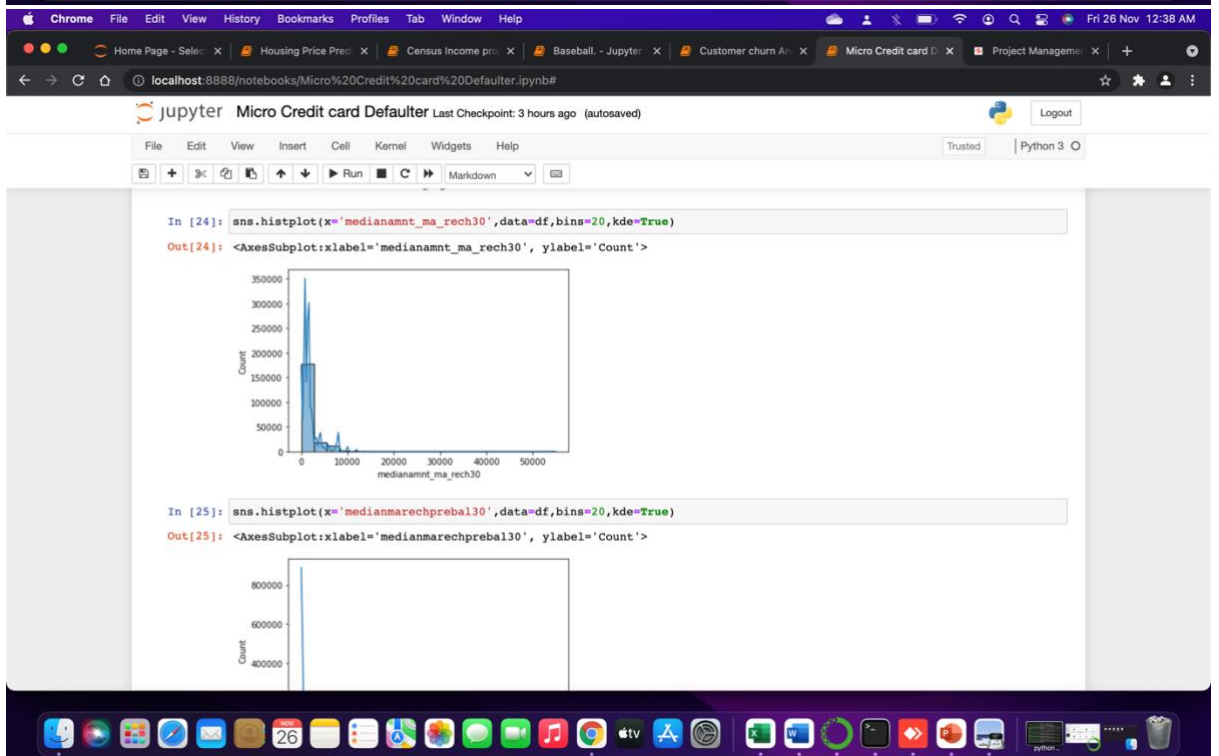 Chrome File Edit View History Bookmarks Profiles Tab Window Help Fri 26 Nov 12:38 AM
Home Page - Selec Housing Price Pred Census Income pro Baseball. - Jupyter Customer churn An Micro Credit card D Project Manageme
localhost:8888/notebooks/Micro%20Credit%20card%20Defaulter.ipynb#
jupyter Micro Credit card Defaulter Last Checkpoint: 3 hours ago (autosaved) Logout
File Edit View Insert Cell Kernel Widgets Help Trusted Python 3
Run Markdown
In [24]: sns.histplot(x='medianamnt_ma_rech30',data=df,bins=20,kde=True)
Out[24]: <AxesSubplot:xlabel='medianamnt_ma_rech30', ylabel='Count'>
350000
300000
250000
200000
150000
100000
50000
0
Count
0 10000 20000 30000 40000 50000
medianamnt_ma_rech30
In [25]: sns.histplot(x='medianmarechprebal30',data=df,bins=20,kde=True)
Out[25]: <AxesSubplot:xlabel='medianmarechprebal30', ylabel='Count'>
800000
600000
400000
Count
NOV
26
tv
python